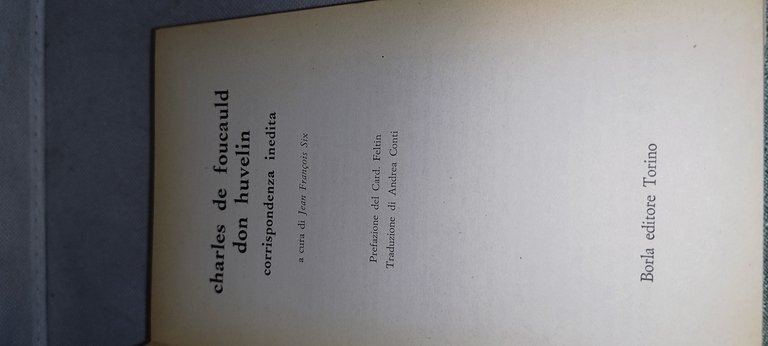 charles de foucauld
don huvelin
corrispondenza inedita
a cura di Jean François Six
Prefazione del Card. Feltin
Traduzione di Andrea Conti
Borla editore Torino